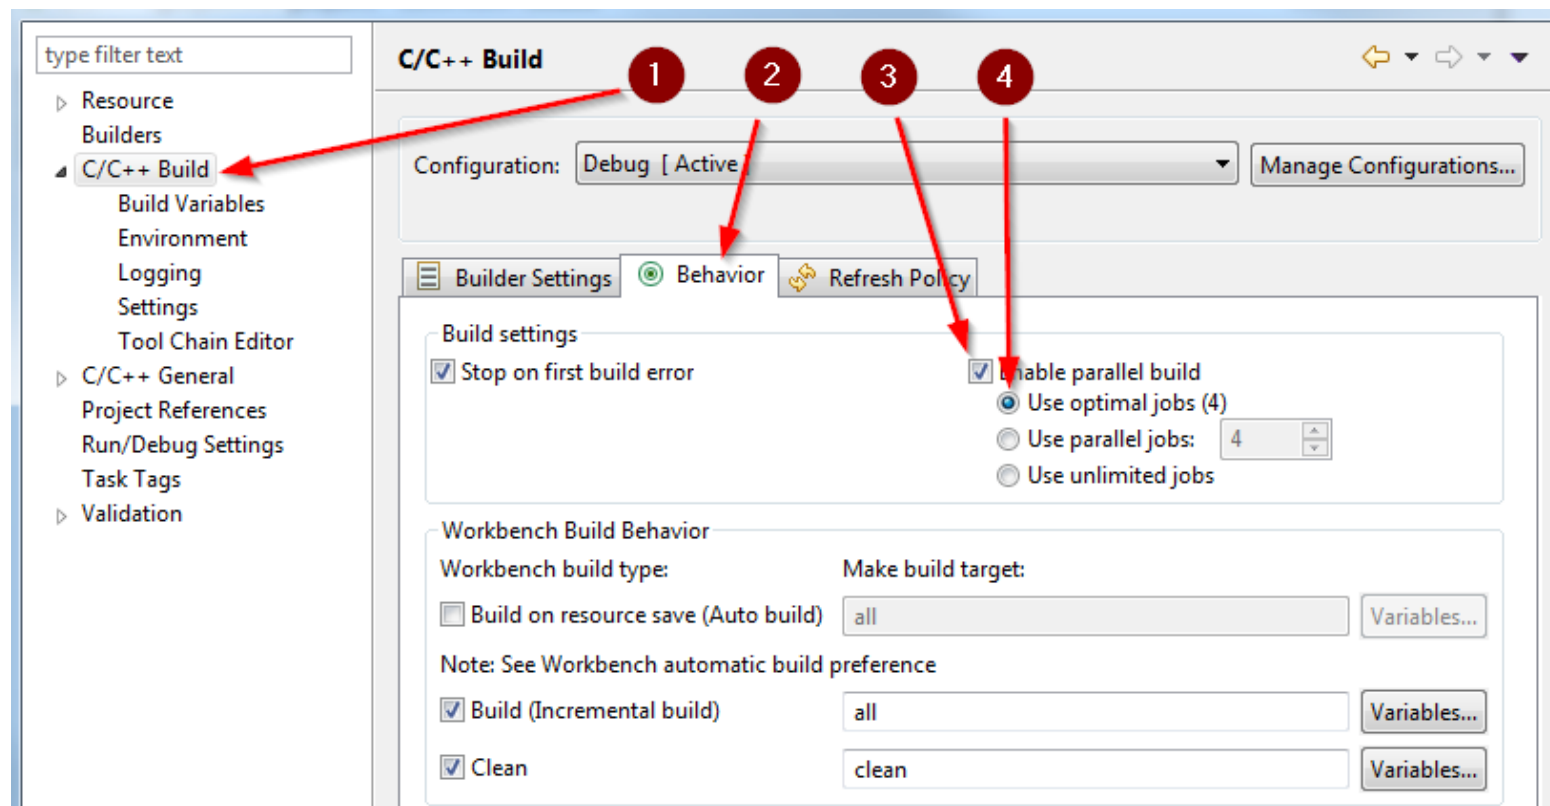 type filter text
Resource
Builders
C/C++ Build
Build Variables
Environment
Logging
Settings
Tool Chain Editor
C/C++ General
Project References
Run/Debug Settings
Task Tags
Validation
C/C++ Build
1 2 3 4
Configuration: Debug [ Active ] Manage Configurations...
Builder Settings Behavior Refresh Policy
Build settings
Stop on first build error Enable parallel build
Use optimal jobs (4)
Use parallel jobs: 4
Use unlimited jobs
Workbench Build Behavior
Workbench build type: Make build target:
Build on resource save (Auto build) all Variables...
Note: See Workbench automatic build preference
Build (Incremental build) all Variables...
Clean clean Variables...